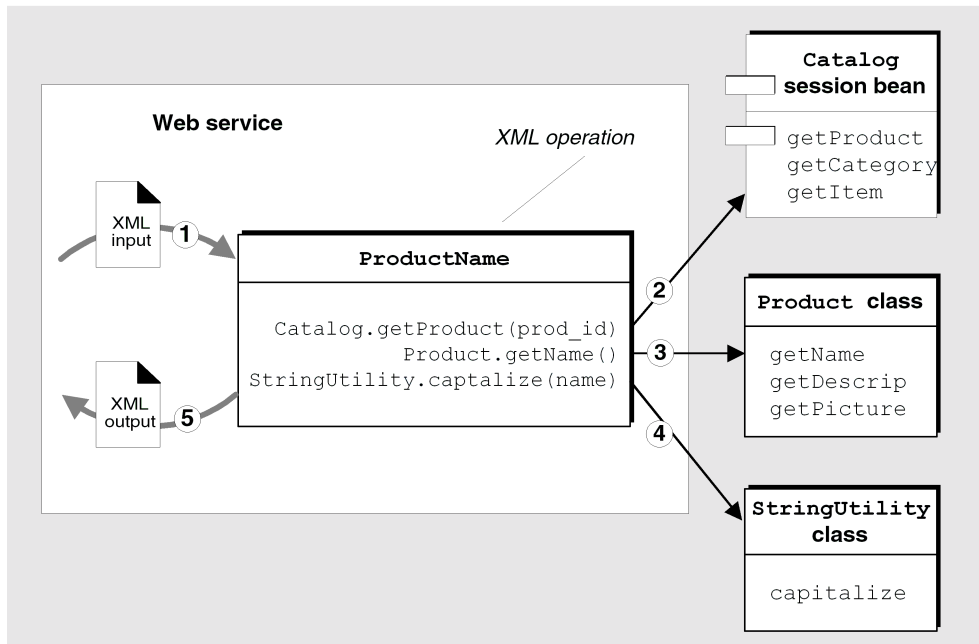 Web service
XML operation
XML
input
1
ProductName
Catalog.getProduct(prod_id)
Product.getName()
StringUtility.captalize(name)
XML
output
5
2
3
4
Catalog
session bean
getProduct
getCategory
getItem
Product class
getName
getDescrip
getPicture
StringUtility
class
capitalize